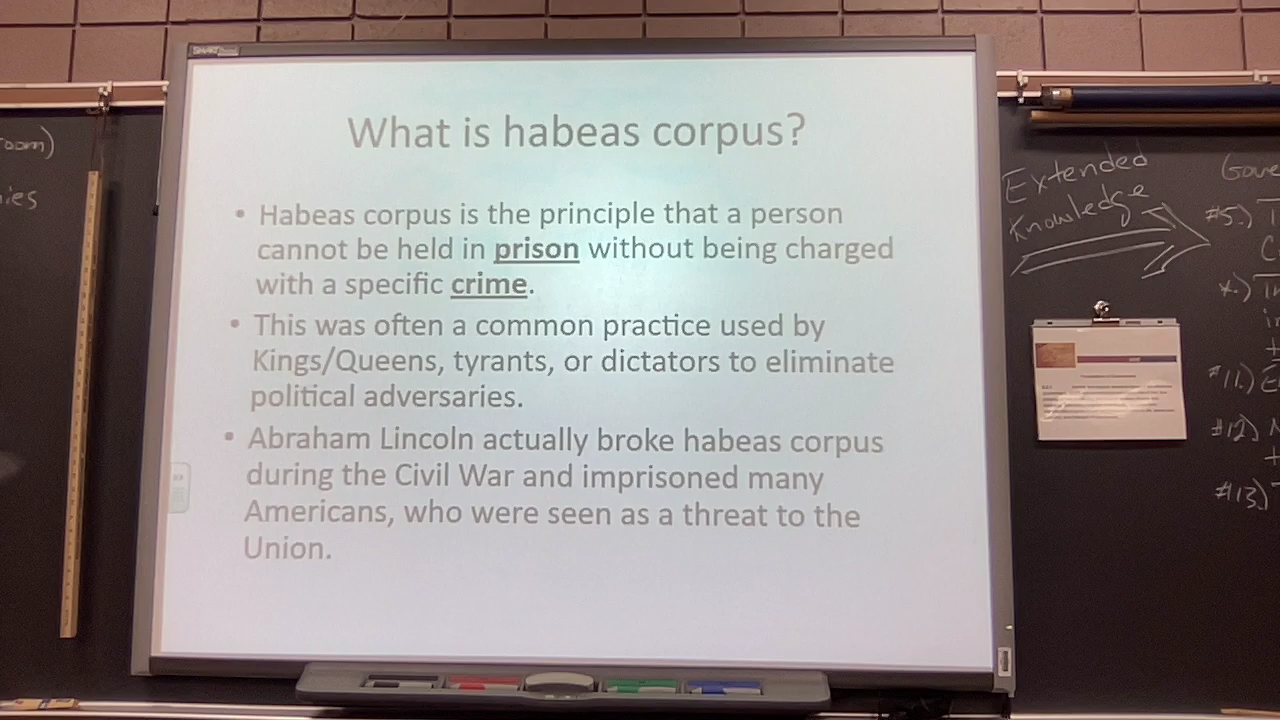 SMART
What is habeas corpus?
• Habeas corpus is the principle that a person
cannot be held in prison without being charged
with a specific crime.
• This was often a common practice used by
Kings/Queens, tyrants, or dictators to eliminate
political adversaries.
• Abraham Lincoln actually broke habeas corpus
during the Civil War and imprisoned many
Americans, who were seen as a threat to the
Union.
Extended
Knowledge
#5.)
#11.)
#12)
#13.)